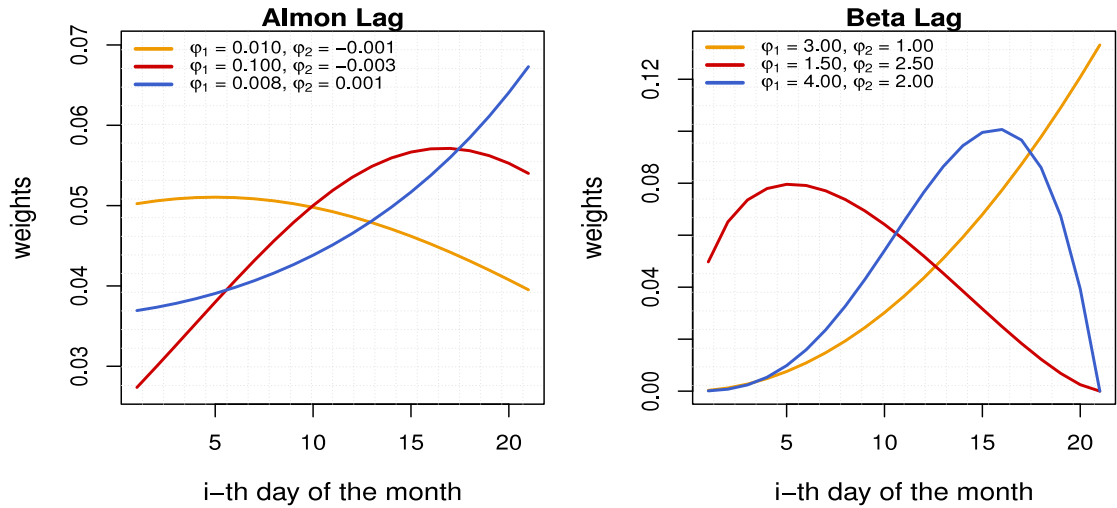 Almon Lag
φ1 = 0.010, φ2 = −0.001
φ1 = 0.100, φ2 = −0.003
φ1 = 0.008, φ2 = 0.001
weights
0.07
0.06
0.05
0.04
0.03
5 10 15 20
i−th day of the month
Beta Lag
φ1 = 3.00, φ2 = 1.00
φ1 = 1.50, φ2 = 2.50
φ1 = 4.00, φ2 = 2.00
weights
0.12
0.08
0.04
0.00
5 10 15 20
i−th day of the month